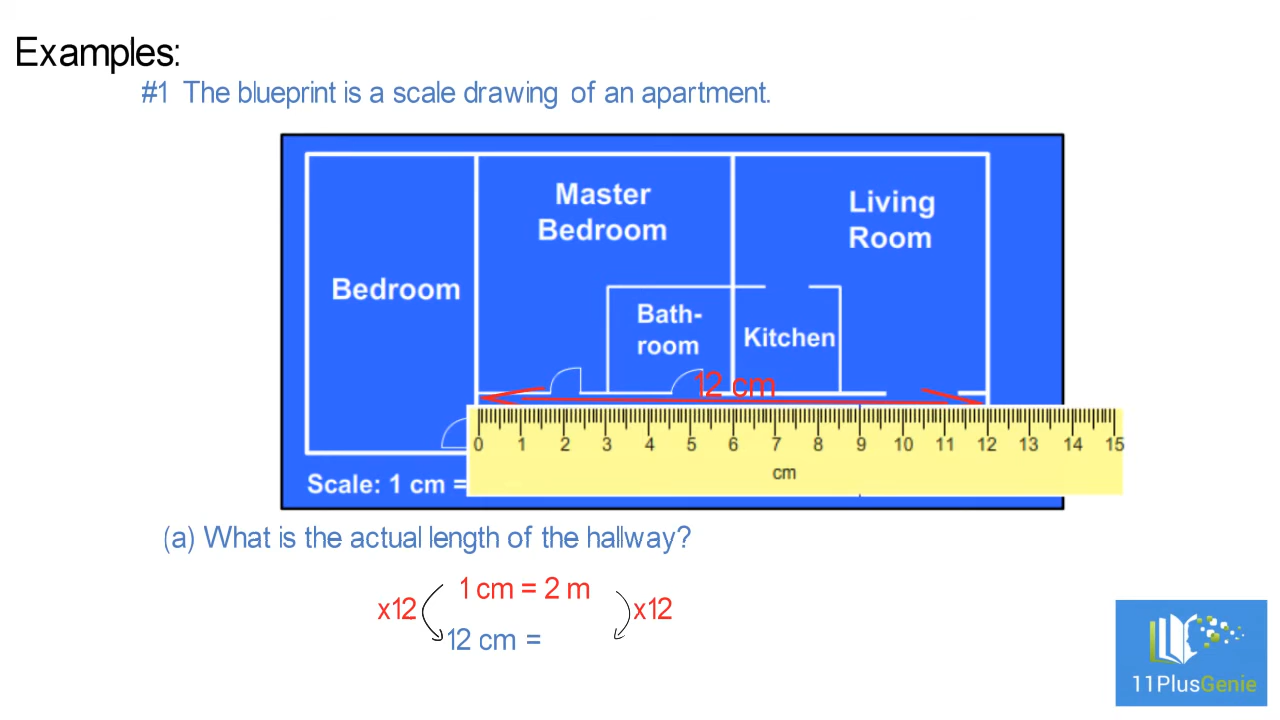 Examples:
#1 The blueprint is a scale drawing of an apartment.
Master
Bedroom
Living
Room
Bedroom
Bath-
room
Kitchen
12 cm
0 1 2 3 4 5 6 7 8 9 10 11 12 13 14 15
cm
Scale: 1 cm =
(a) What is the actual length of the hallway?
1 cm = 2 m
x12 x12
12 cm =
11PlusGenie